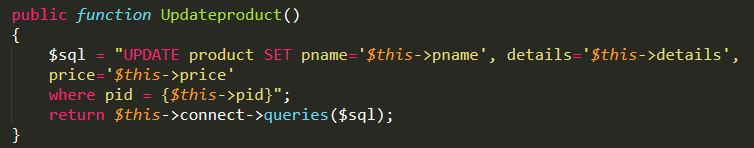 public function Updateproduct()
{
$sql = "UPDATE product SET pname='$this->pname', details='$this->details',
price='$this->price'
where pid = {$this->pid}";
return $this->connect->queries($sql);
}